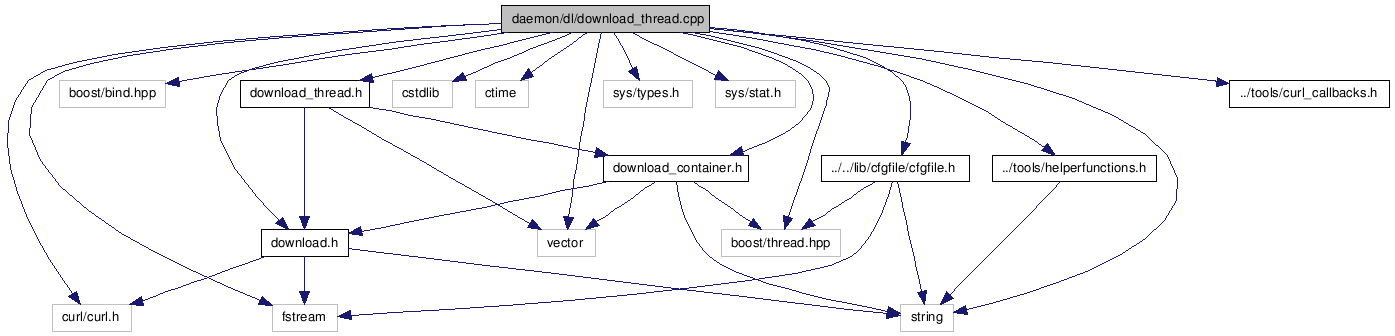 daemon/dl/download_thread.cpp
boost/bind.hpp
download_thread.h
cstdlib
ctime
sys/types.h
sys/stat.h
../tools/curl_callbacks.h
download_container.h
../../lib/cfgfile/cfgfile.h
../tools/helperfunctions.h
download.h
vector
boost/thread.hpp
curl/curl.h
fstream
string